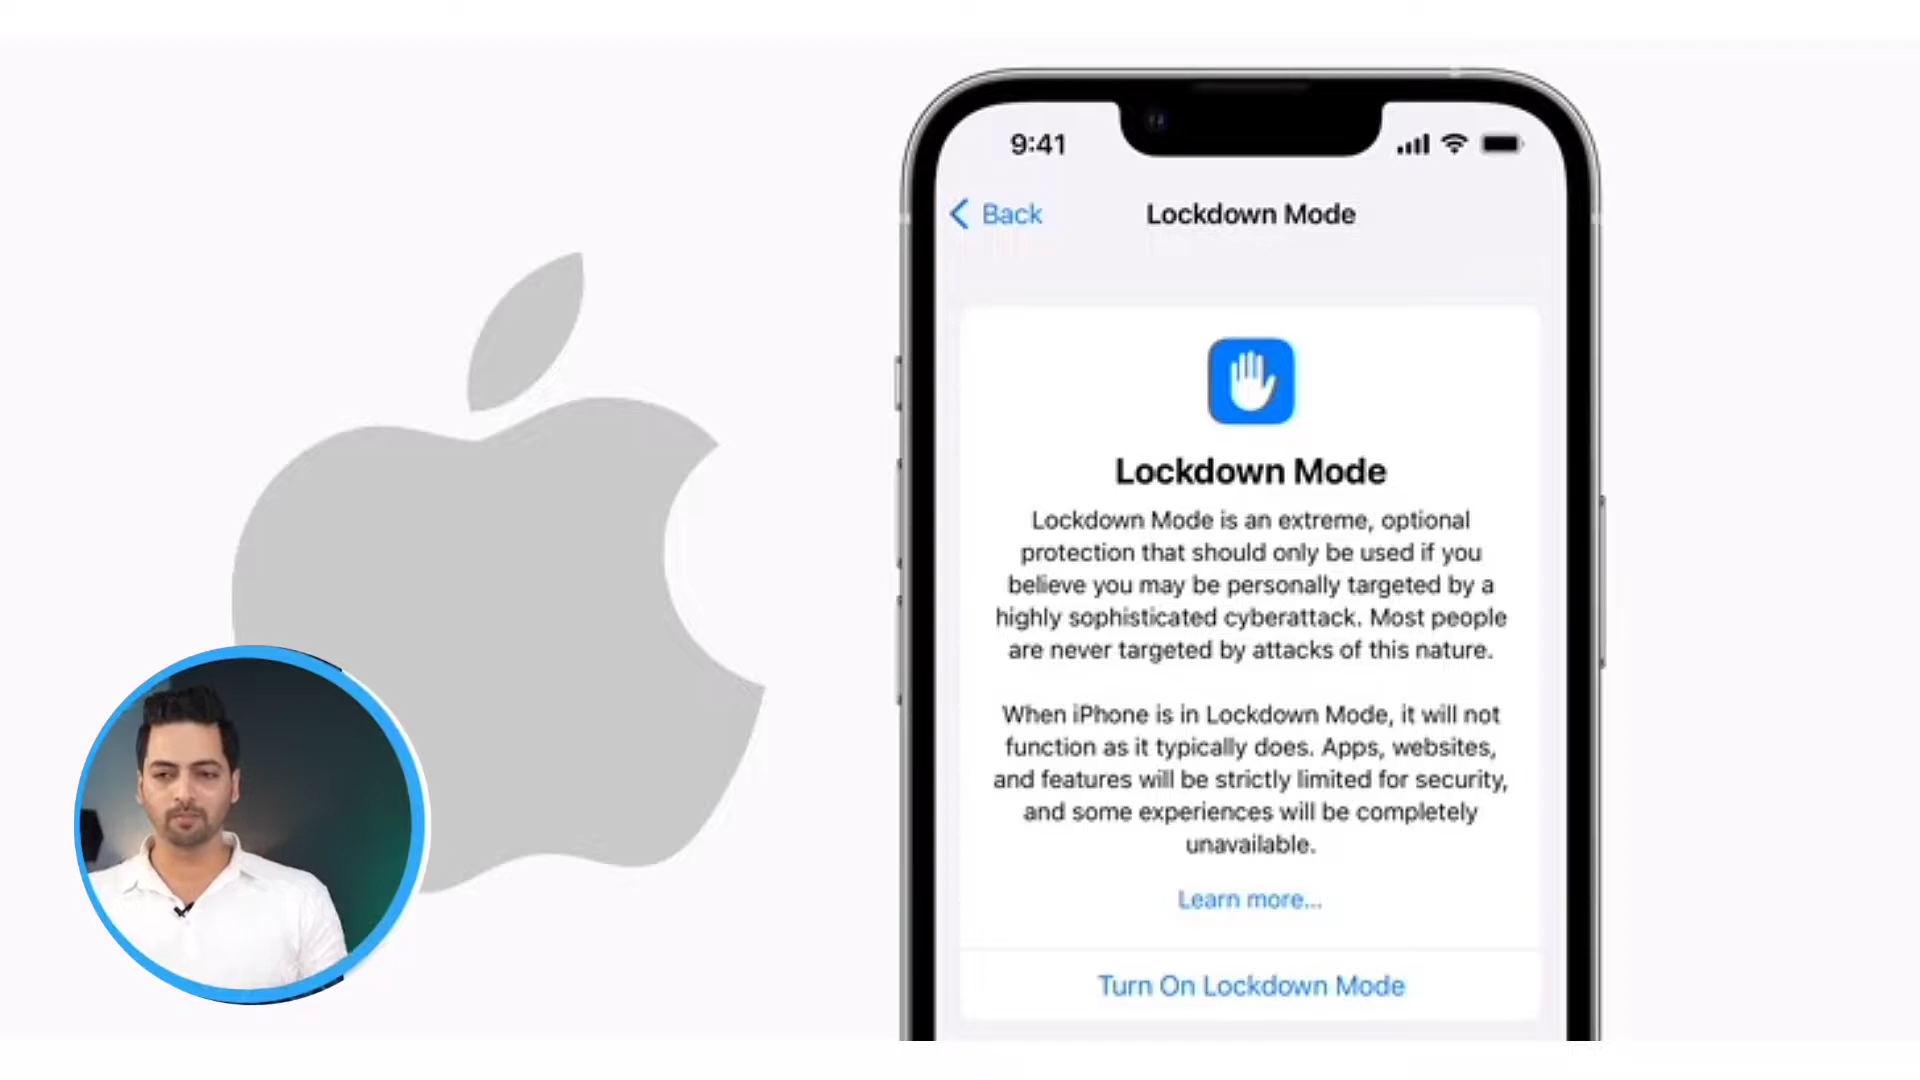 9:41
Back
Lockdown Mode
Lockdown Mode
Lockdown Mode is an extreme, optional
protection that should only be used if you
believe you may be personally targeted by a
highly sophisticated cyberattack. Most people
are never targeted by attacks of this nature.
When iPhone is in Lockdown Mode, it will not
function as it typically does. Apps, websites,
and features will be strictly limited for security,
and some experiences will be completely
unavailable.
Learn more...
Turn On Lockdown Mode